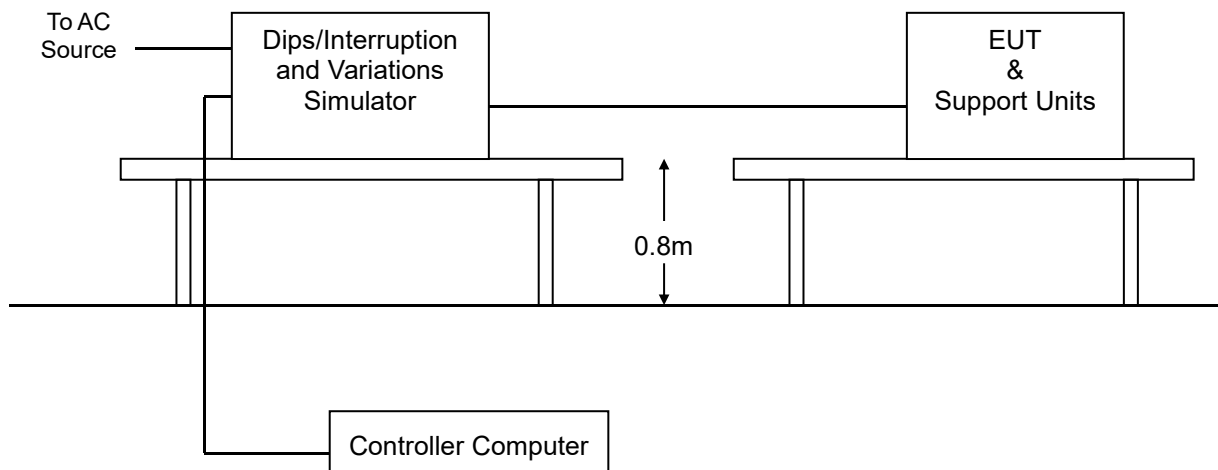 To AC
Source
Dips/Interruption
and Variations
Simulator
EUT
&
Support Units
0.8m
Controller Computer